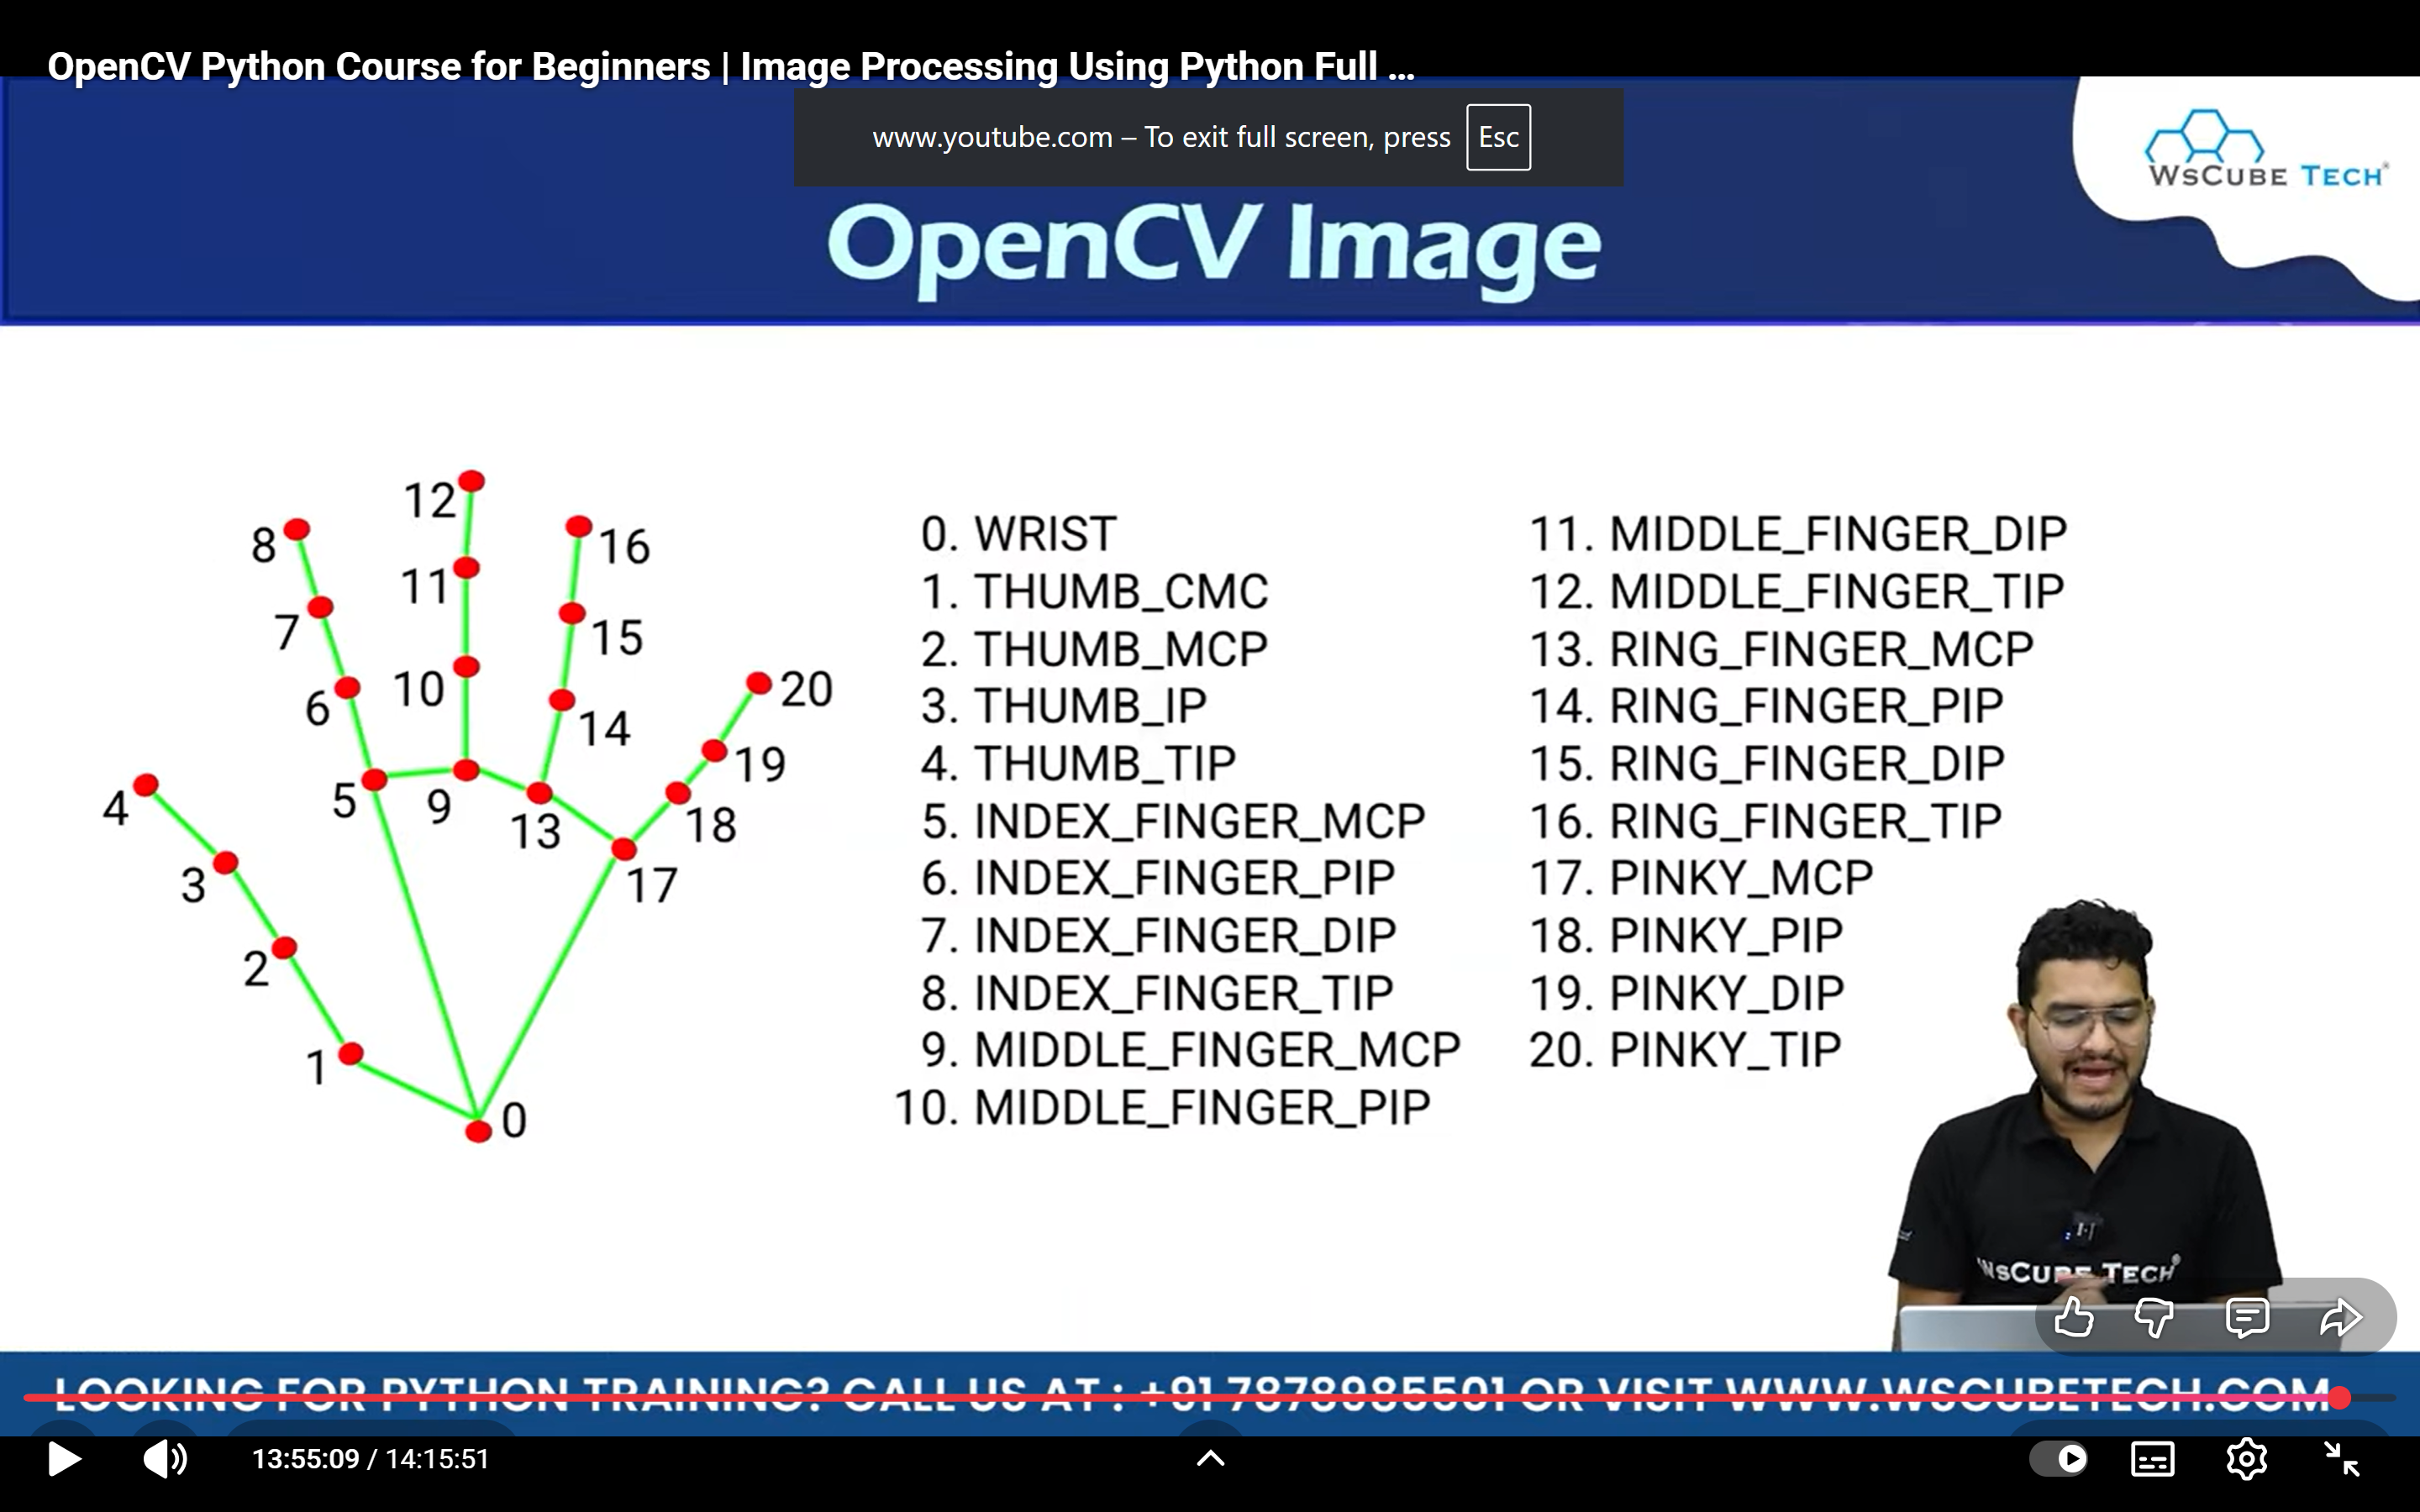 OpenCV Python Course for Beginners | Image Processing Using Python Full ...
www.youtube.com – To exit full screen, press Esc
WsCube Tech
OpenCV Image
12
8
16
11
7
15
10
20
6
14
19
4
5
9
18
13
3
17
2
1
0
0. WRIST
1. THUMB_CMC
2. THUMB_MCP
3. THUMB_IP
4. THUMB_TIP
5. INDEX_FINGER_MCP
6. INDEX_FINGER_PIP
7. INDEX_FINGER_DIP
8. INDEX_FINGER_TIP
9. MIDDLE_FINGER_MCP
10. MIDDLE_FINGER_PIP
11. MIDDLE_FINGER_DIP
12. MIDDLE_FINGER_TIP
13. RING_FINGER_MCP
14. RING_FINGER_PIP
15. RING_FINGER_DIP
16. RING_FINGER_TIP
17. PINKY_MCP
18. PINKY_PIP
19. PINKY_DIP
20. PINKY_TIP
WsCube Tech
LOOKING FOR PYTHON TRAINING? CALL US AT : +91 7878985501 OR VISIT WWW.WSCUBETECH.COM
13:55:09 / 14:15:51